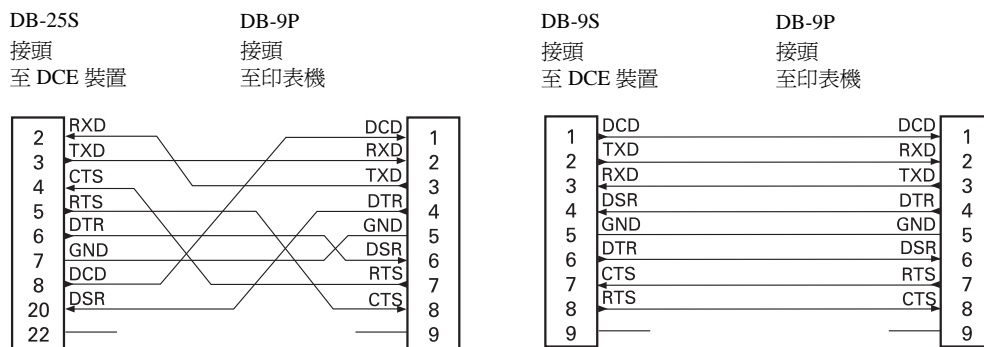 DB-25S
接頭
至 DCE 裝置
DB-9P
接頭
至印表機
2 RXD
3 TXD
4 CTS
5 RTS
6 DTR
7 GND
8 DCD
20 DSR
22
DCD 1
RXD 2
TXD 3
DTR 4
GND 5
DSR 6
RTS 7
CTS 8
9
DB-9S
接頭
至 DCE 裝置
DB-9P
接頭
至印表機
1 DCD
2 TXD
3 RXD
4 DSR
5 GND
6 DTR
7 CTS
8 RTS
9
DCD 1
RXD 2
TXD 3
DTR 4
GND 5
DSR 6
RTS 7
CTS 8
9